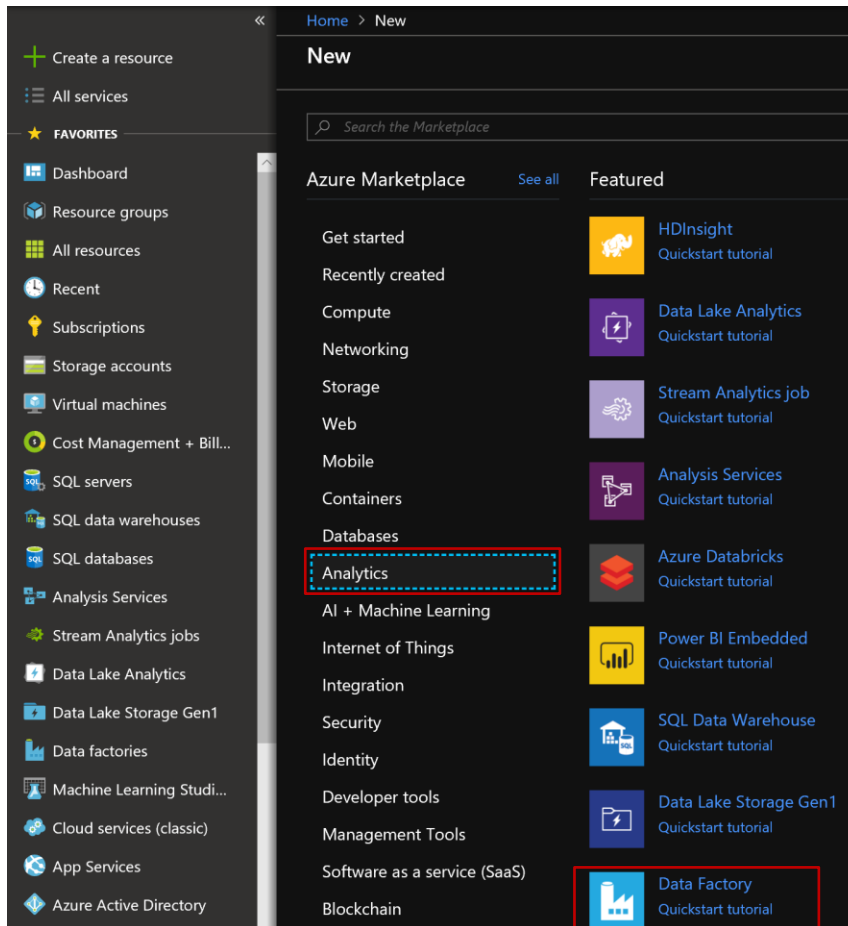 «
Create a resource
All services
FAVORITES
Dashboard
Resource groups
All resources
Recent
Subscriptions
Storage accounts
Virtual machines
Cost Management + Bill...
SQL servers
SQL data warehouses
SQL databases
Analysis Services
Stream Analytics jobs
Data Lake Analytics
Data Lake Storage Gen1
Data factories
Machine Learning Studi...
Cloud services (classic)
App Services
Azure Active Directory
Home > New
New
Search the Marketplace
Azure Marketplace See all
Get started
Recently created
Compute
Networking
Storage
Web
Mobile
Containers
Databases
Analytics
AI + Machine Learning
Internet of Things
Integration
Security
Identity
Developer tools
Management Tools
Software as a service (SaaS)
Blockchain
Featured
HDInsight
Quickstart tutorial
Data Lake Analytics
Quickstart tutorial
Stream Analytics job
Quickstart tutorial
Analysis Services
Quickstart tutorial
Azure Databricks
Quickstart tutorial
Power BI Embedded
Quickstart tutorial
SQL Data Warehouse
Quickstart tutorial
Data Lake Storage Gen1
Quickstart tutorial
Data Factory
Quickstart tutorial